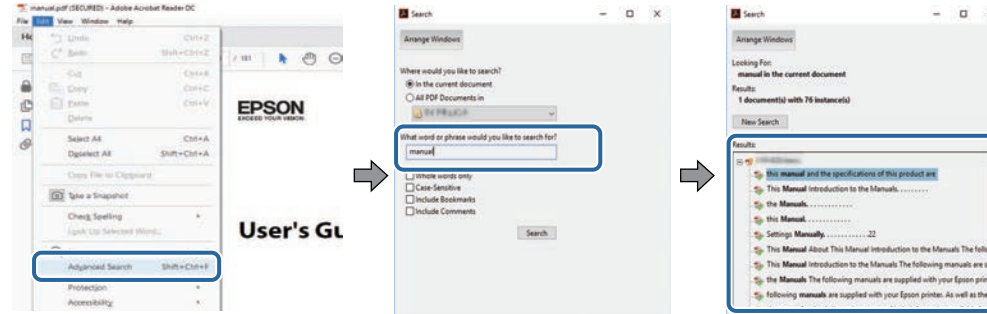 manual.pdf (SECURED) - Adobe Acrobat Reader DC
File Edit View Window Help
Undo Ctrl+Z
Shift+Ctrl+Z
Cut Ctrl+X
Copy Ctrl+C
Paste Ctrl+V
Delete
Select All Ctrl+A
Deselect All Shift+Ctrl+A
Copy File to Clipboard
Take a Snapshot
Check Spelling
Look Up Selected Word...
Advanced Search Shift+Ctrl+F
Protection
Accessibility
/ 181
EPSON
EXCEED YOUR VISION
User's Gu
Search
Arrange Windows
Where would you like to search?
In the current document
All PDF Documents in
What word or phrase would you like to search for?
manual
Whole words only
Case-Sensitive
Include Bookmarks
Include Comments
Search
Search
Arrange Windows
Looking For:
manual in the current document
Results:
1 document(s) with 76 instance(s)
New Search
Results:
this manual and the specifications of this product are
This Manual Introduction to the Manuals. . . . . . . . .
the Manuals. . . . . . . . . . . . .
this Manual. . . . . . . . . . . . .
Settings Manually. . . . . . . . . . . . .22
This Manual About This Manual Introduction to the Manuals The follo
This Manual Introduction to the Manuals The following manuals are s
the Manuals The following manuals are supplied with your Epson prin
following manuals are supplied with your Epson printer. As well as the